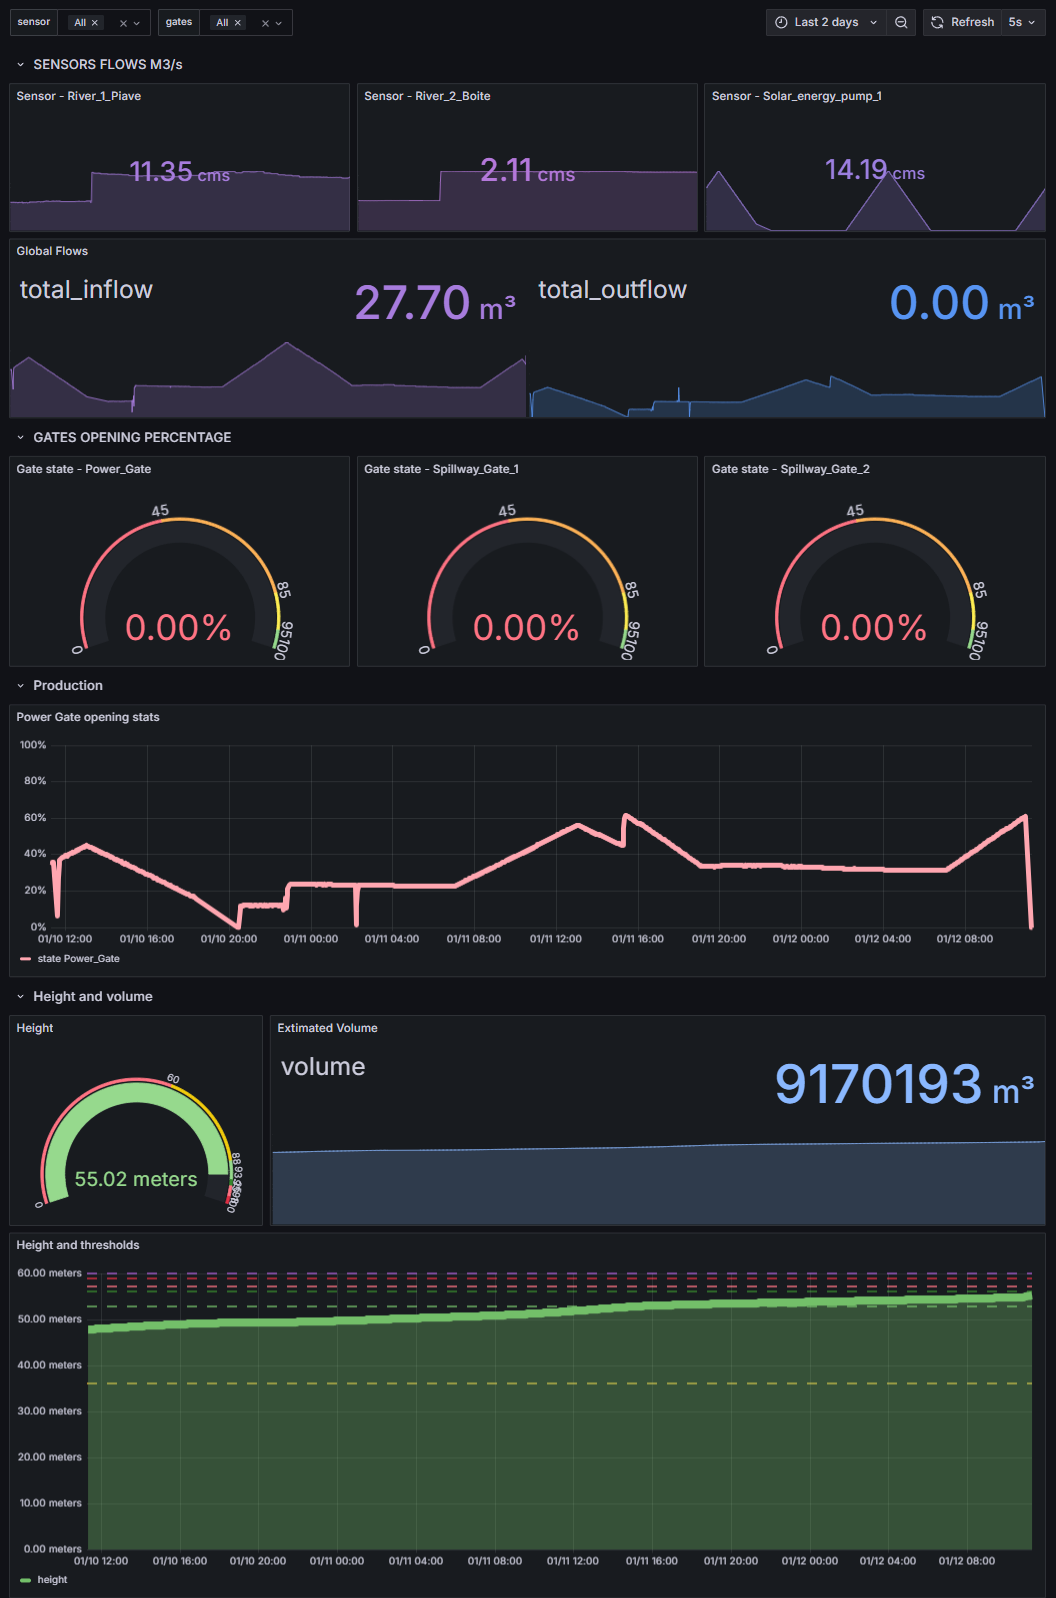 sensor All gates All Last 2 days Refresh 5s
SENSORS FLOWS M3/s
Sensor - River_1_Piave Sensor - River_2_Boite Sensor - Solar_energy_pump_1
11.35 cms 2.11 cms 14.19 cms
Global Flows
total_inflow 27.70 m³ total_outflow 0.00 m³
GATES OPENING PERCENTAGE
Gate state - Power_Gate Gate state - Spillway_Gate_1 Gate state - Spillway_Gate_2
45 45 45
85 85 85
0.00% 0.00% 0.00%
0 95 100 0 95 100 0 95 100
Production
Power Gate opening stats
100%
80%
60%
40%
20%
0%
01/10 12:00 01/10 16:00 01/10 20:00 01/11 00:00 01/11 04:00 01/11 08:00 01/11 12:00 01/11 16:00 01/11 20:00 01/12 00:00 01/12 04:00 01/12 08:00
state Power_Gate
Height and volume
Height Extimated Volume
volume 9170193 m³
60
88 93
55.02 meters
0 100
Height and thresholds
60.00 meters
50.00 meters
40.00 meters
30.00 meters
20.00 meters
10.00 meters
0.00 meters
01/10 12:00 01/10 16:00 01/10 20:00 01/11 00:00 01/11 04:00 01/11 08:00 01/11 12:00 01/11 16:00 01/11 20:00 01/12 00:00 01/12 04:00 01/12 08:00
height